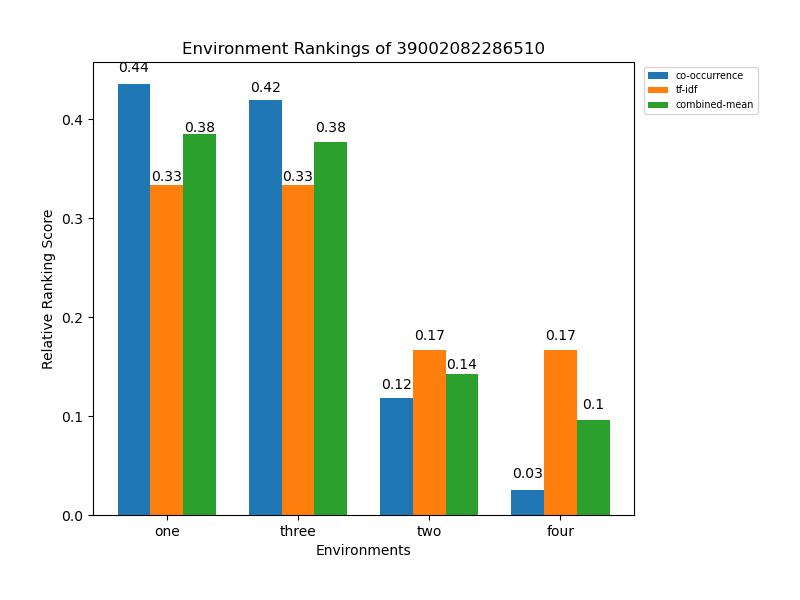 Environment Rankings of 39002082286510
co-occurrence
tf-idf
combined-mean
Relative Ranking Score
0.4
0.3
0.2
0.1
0.0
0.44
0.33
0.38
0.42
0.33
0.38
0.12
0.17
0.14
0.03
0.17
0.1
one three two four
Environments